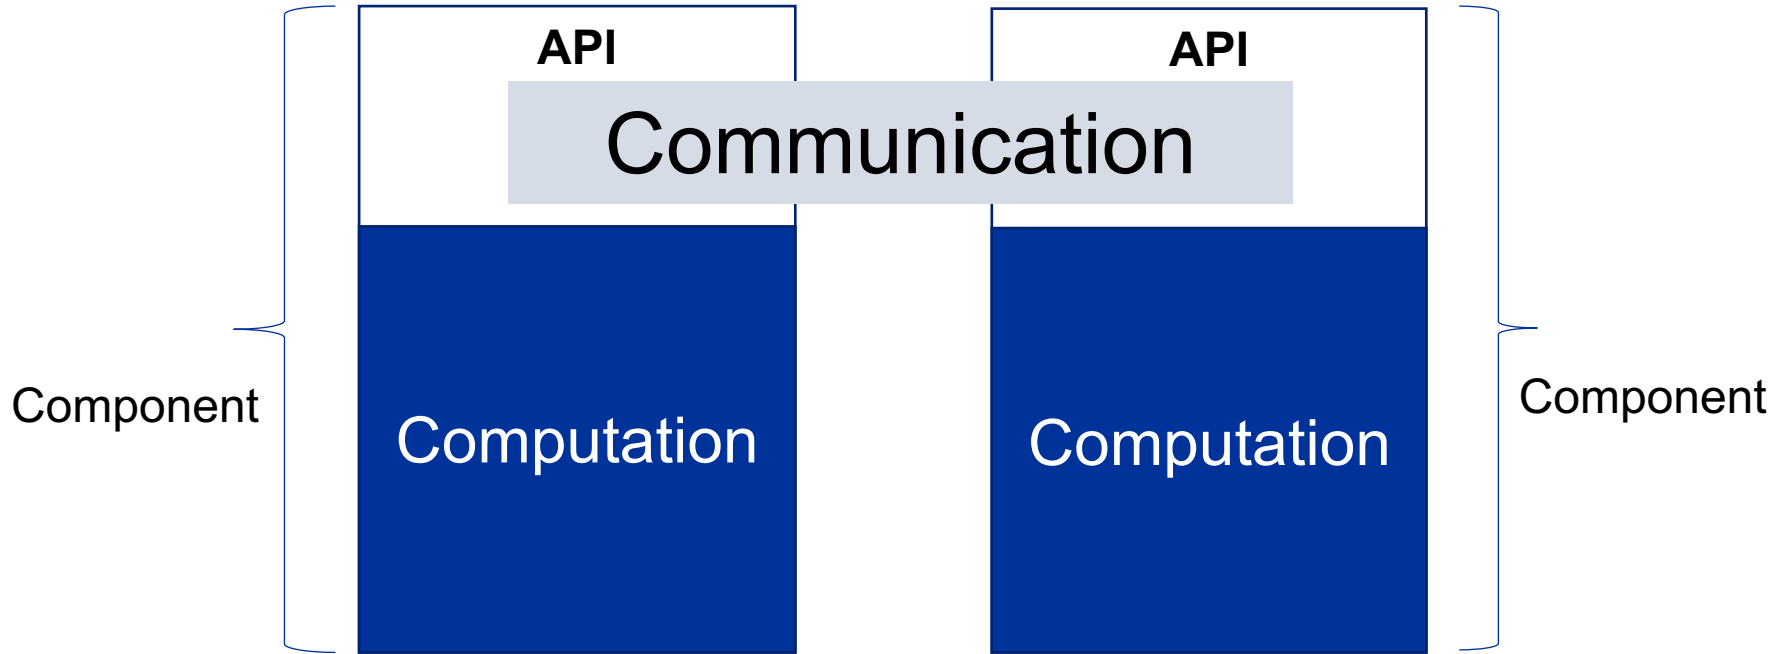 API
API
Communication
Component
Component
Computation
Computation